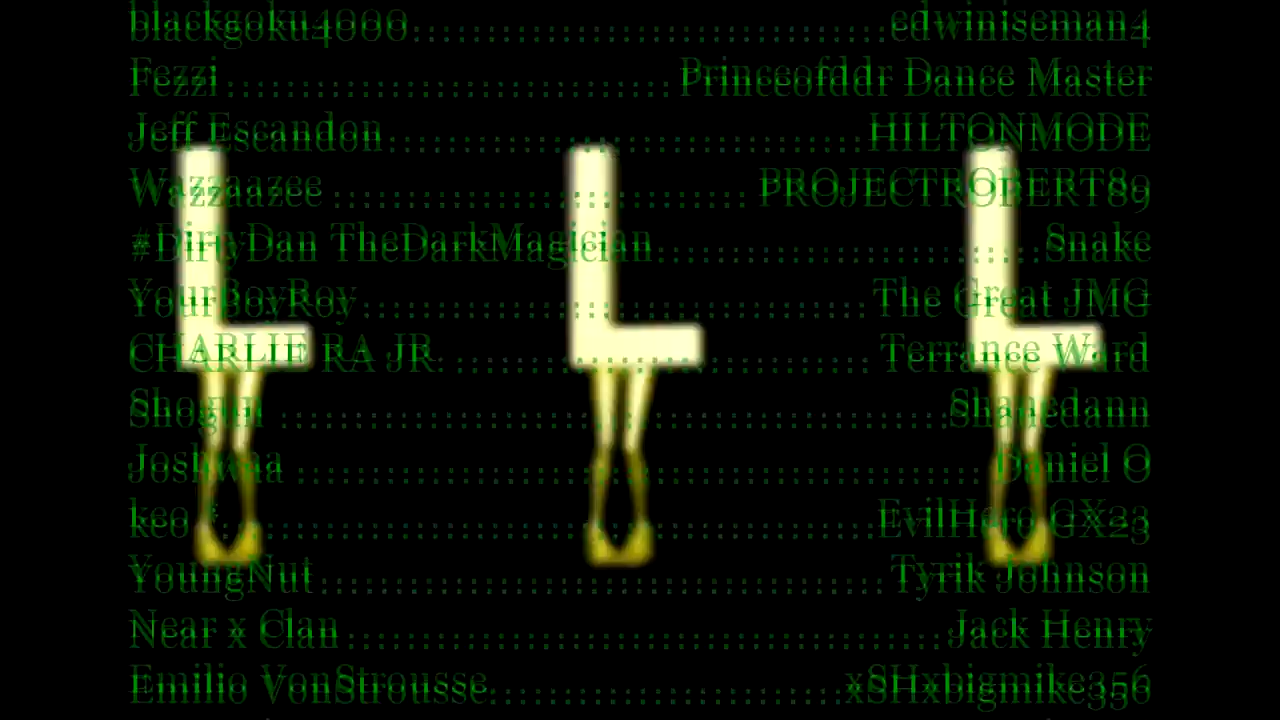 blackgoku4000 edwiniseman4
Fezzi Princeofddr Dance Master
Jeff Escandon HILTONMODE
Wazzaazee PROJECTROBERT89
#DirtyDan TheDarkMagician Snake
YourBoyRoy The Great JMG
CHARLIE RA JR. Terrance Ward
Shogun Shanedann
Joshwaa Daniel O
keo * EvilHero GX23
YoungNut Tyrik Johnson
Near x Clan Jack Henry
Emilio VonStrousse xSHxbigmike356
L L L